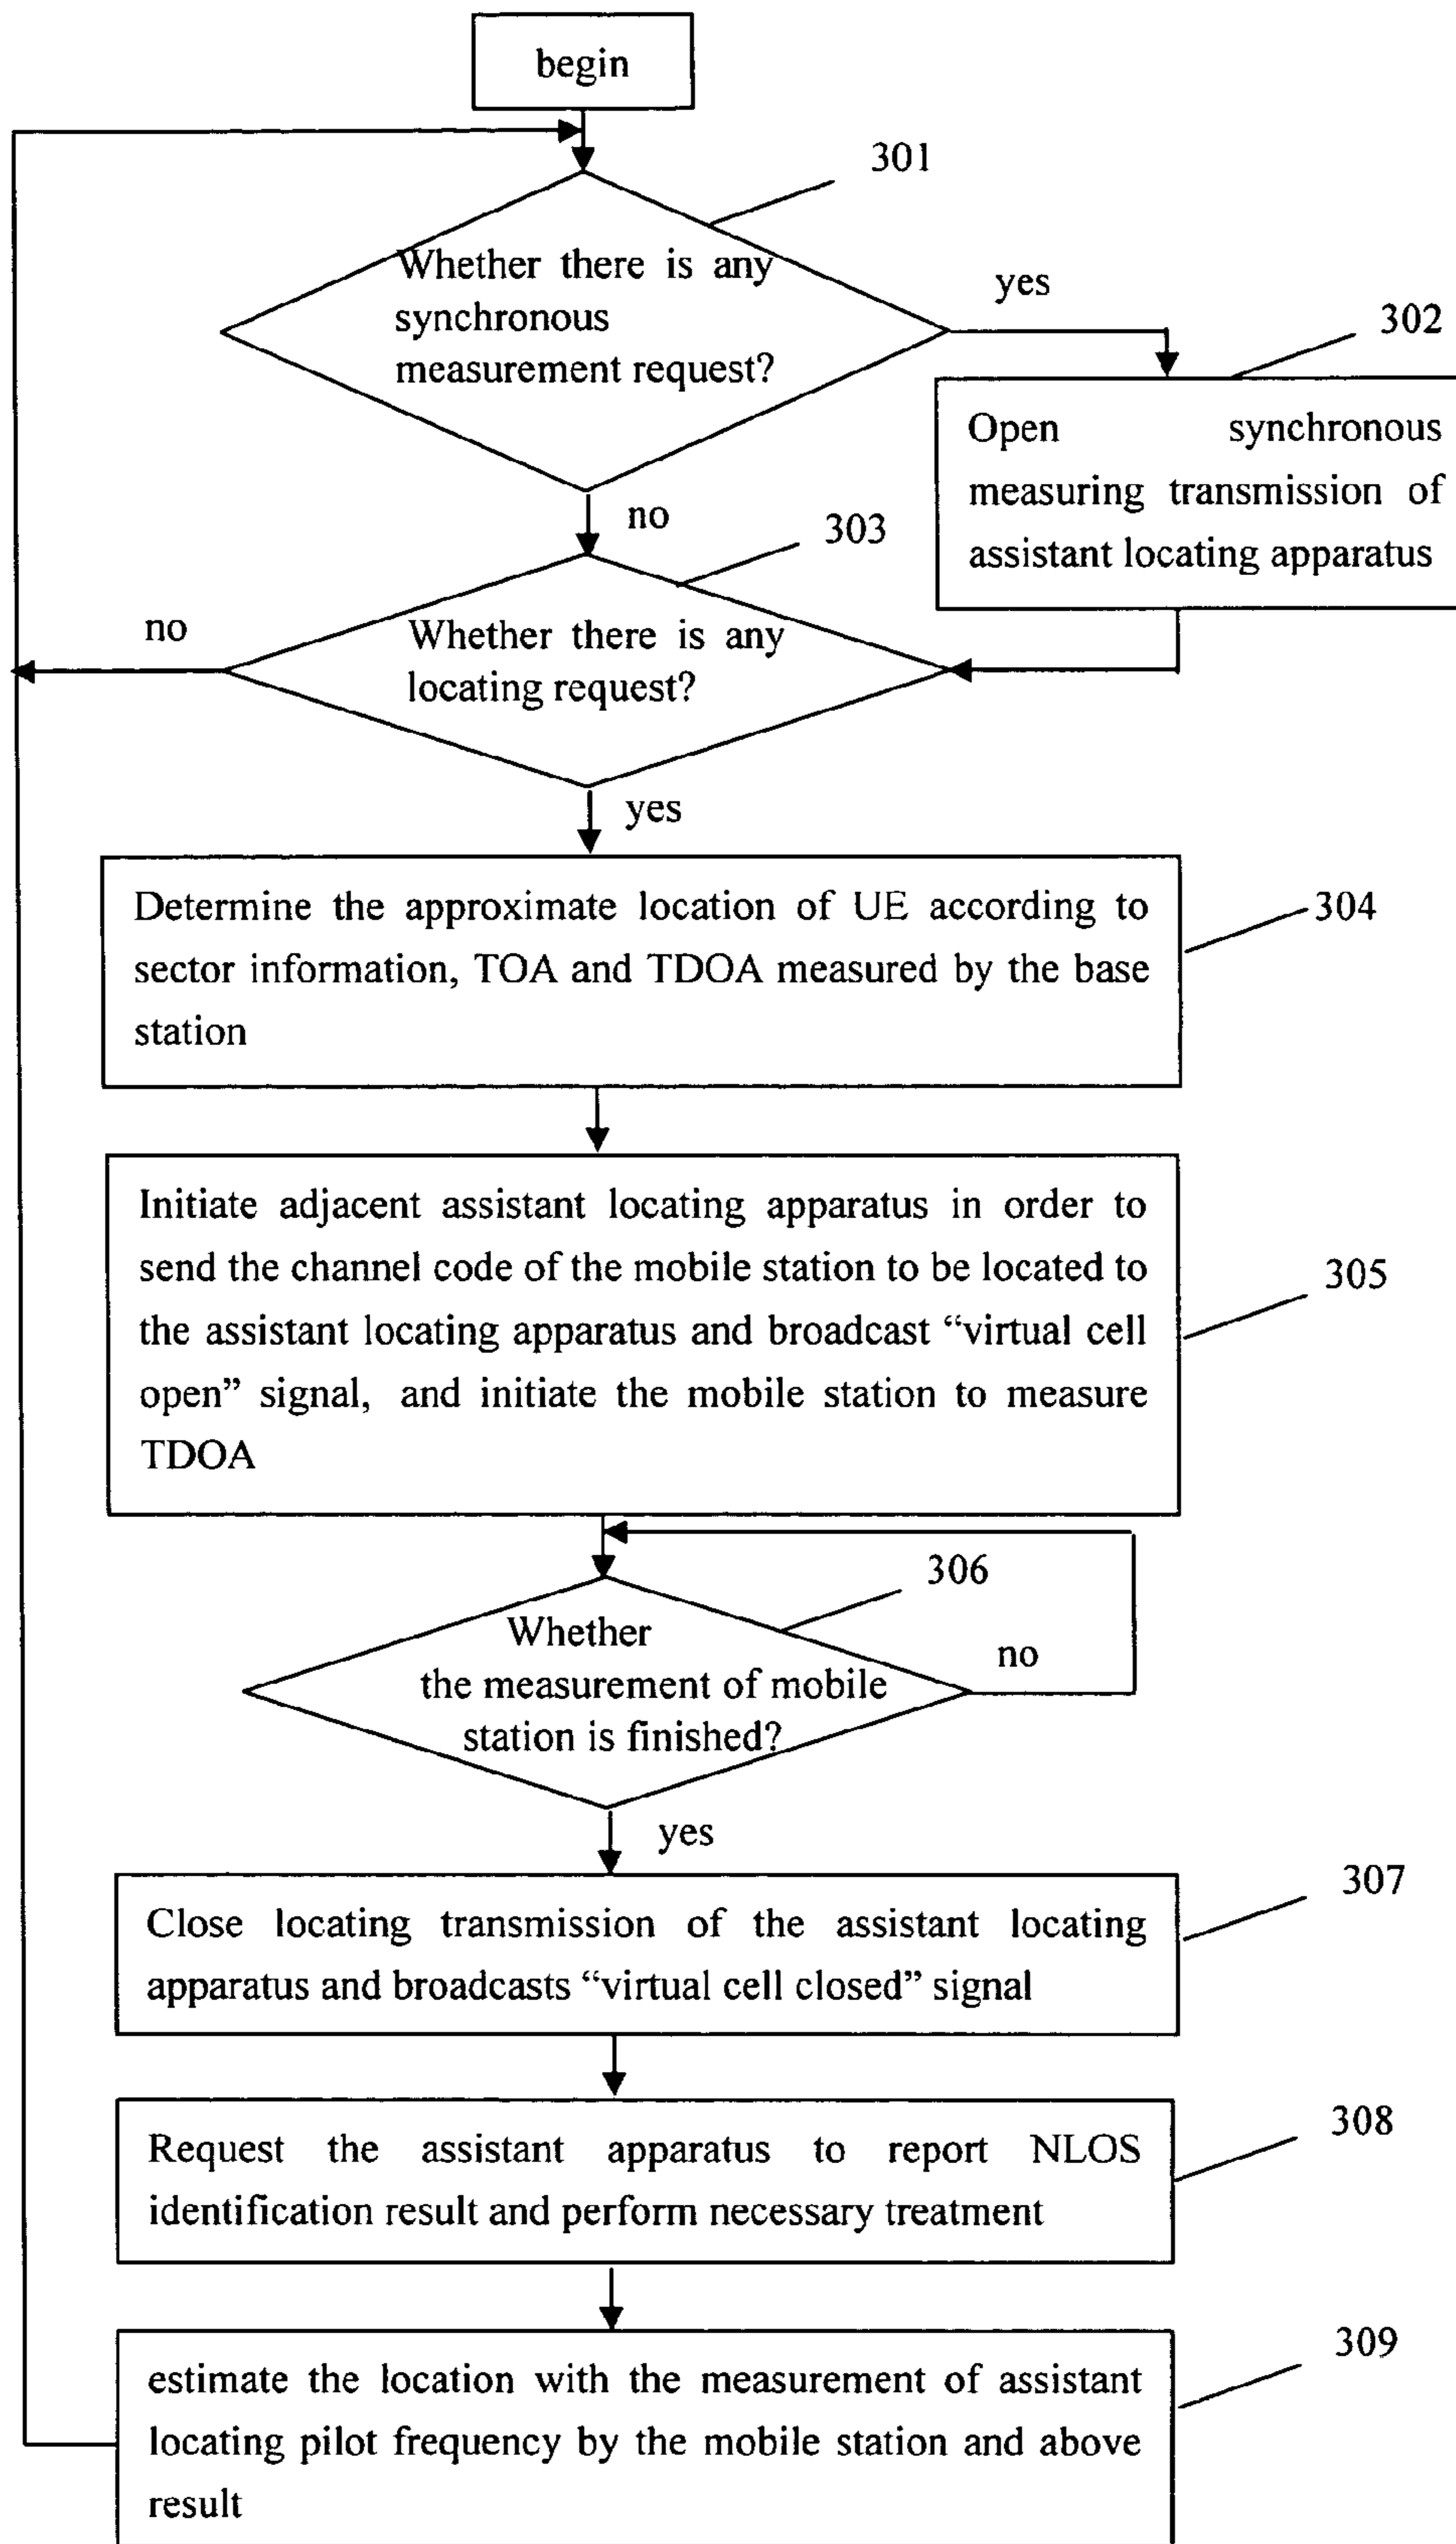 begin
301
Whether there is any
synchronous
measurement request?
yes
302
Open synchronous
measuring transmission of
assistant locating apparatus
no
303
Whether there is any
locating request?
no
yes
Determine the approximate location of UE according to
sector information, TOA and TDOA measured by the base
station
304
Initiate adjacent assistant locating apparatus in order to
send the channel code of the mobile station to be located to
the assistant locating apparatus and broadcast “virtual cell
open” signal, and initiate the mobile station to measure
TDOA
305
306
Whether
the measurement of mobile
station is finished?
no
yes
307
Close locating transmission of the assistant locating
apparatus and broadcasts “virtual cell closed” signal
308
Request the assistant apparatus to report NLOS
identification result and perform necessary treatment
309
estimate the location with the measurement of assistant
locating pilot frequency by the mobile station and above
result